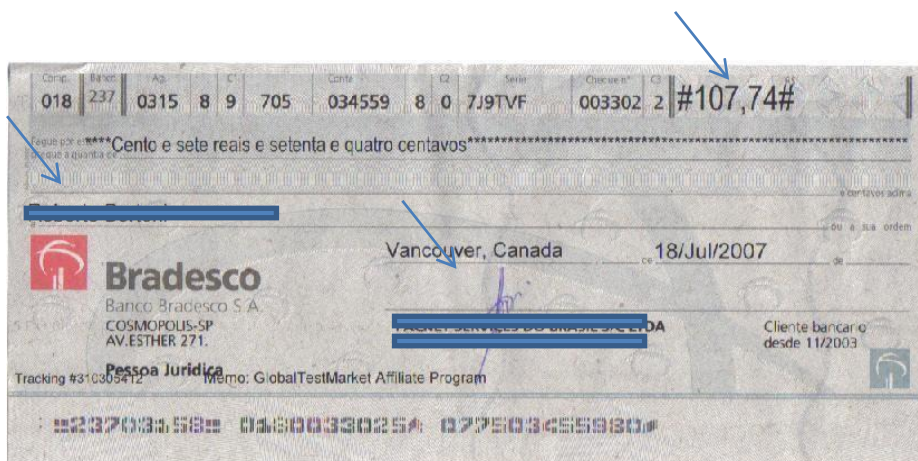 Comp. Banco Ag. C1 Conta C2 Série Cheque nº C3 R$
018 237 0315 8 9 705 034559 8 0 7J9TVF 003302 2 #107,74#
Pague por este
****Cento e sete reais e setenta e quatro centavos****
cheque a quantia de
e centavos acima
ou à sua ordem
Vancouver, Canada de 18/Jul/2007 de
Bradesco
Banco Bradesco S.A.
COSMOPOLIS-SP
AV.ESTHER 271.
LTDA
Cliente bancario
desde 11/2003
Pessoa Juridica
Tracking #310305412 Memo: GlobalTestMarket Affiliate Program